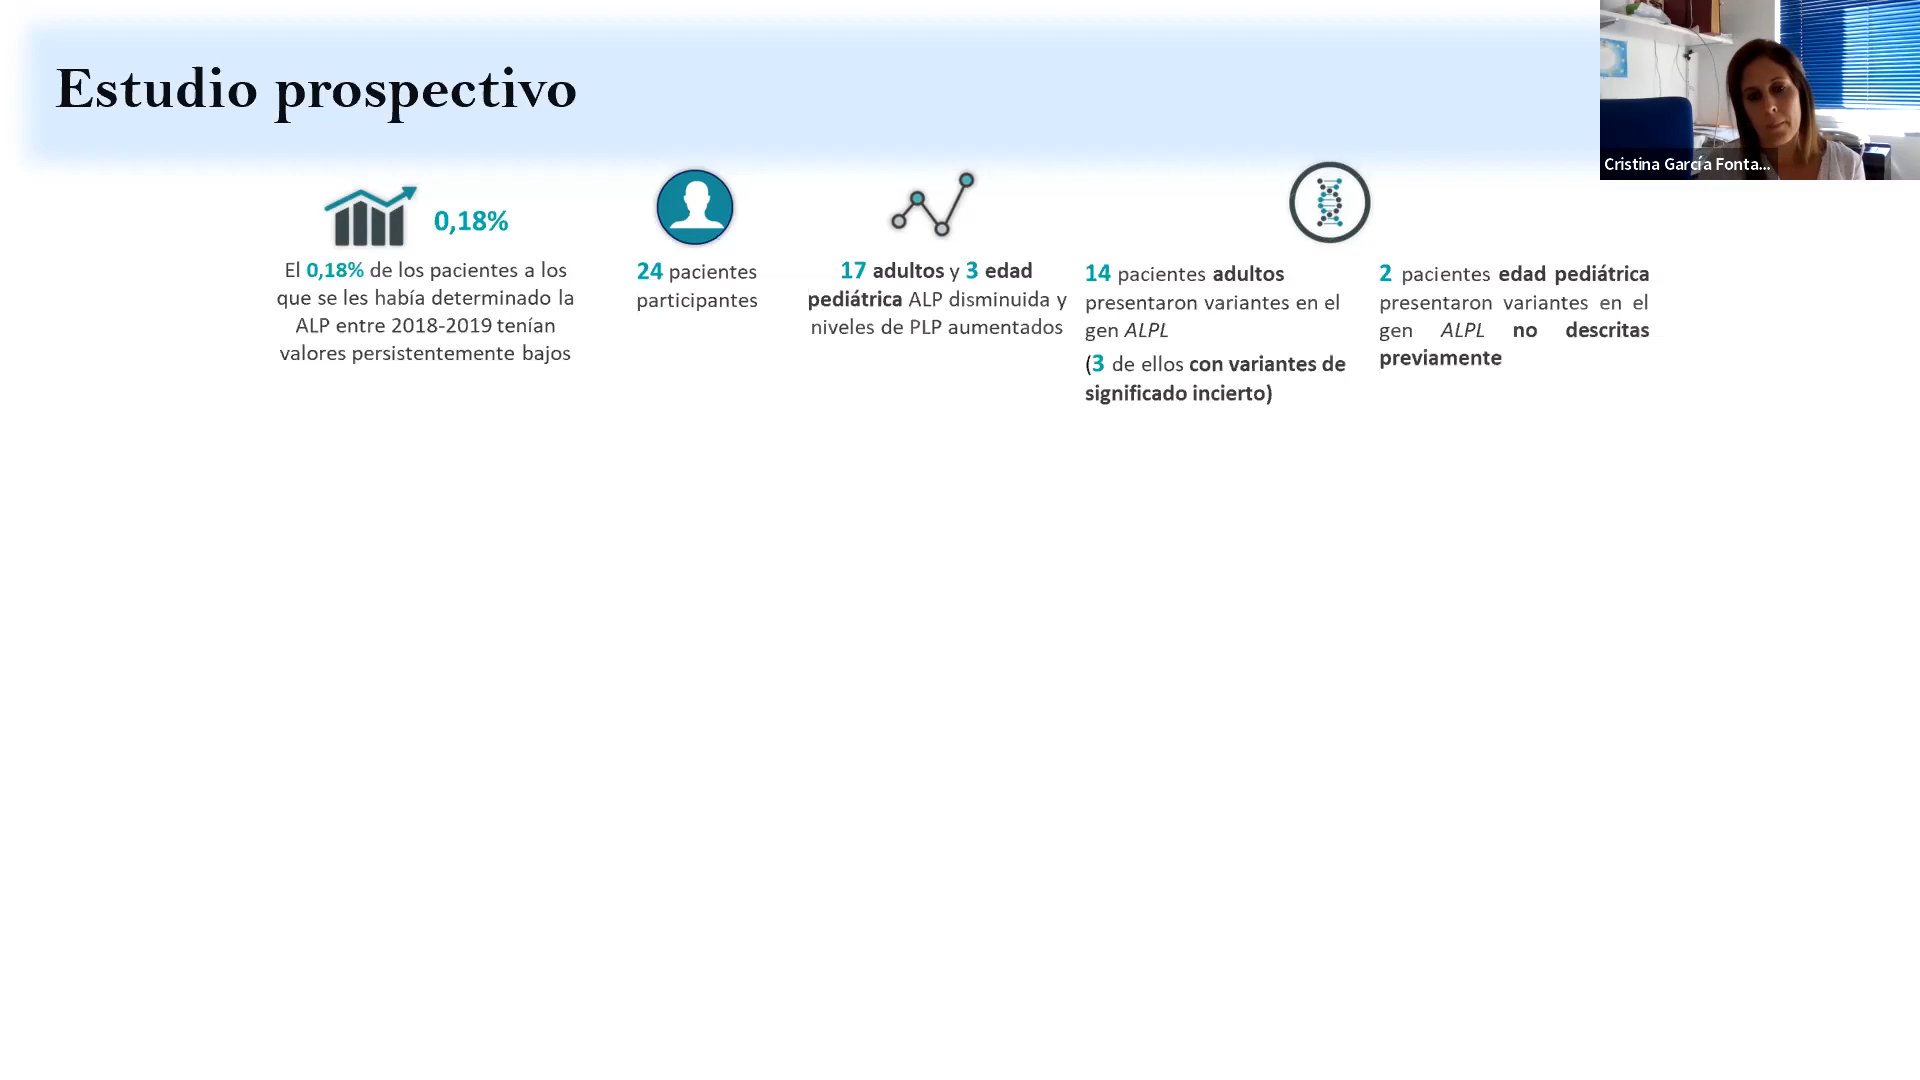 Estudio prospectivo
Cristina García Fonta...
0,18%
El 0,18% de los pacientes a los
que se les había determinado la
ALP entre 2018-2019 tenían
valores persistentemente bajos
24 pacientes
participantes
17 adultos y 3 edad
pediátrica ALP disminuida y
niveles de PLP aumentados
14 pacientes adultos
presentaron variantes en el
gen ALPL
(3 de ellos con variantes de
significado incierto)
2 pacientes edad pediátrica
presentaron variantes en el
gen ALPL no descritas
previamente